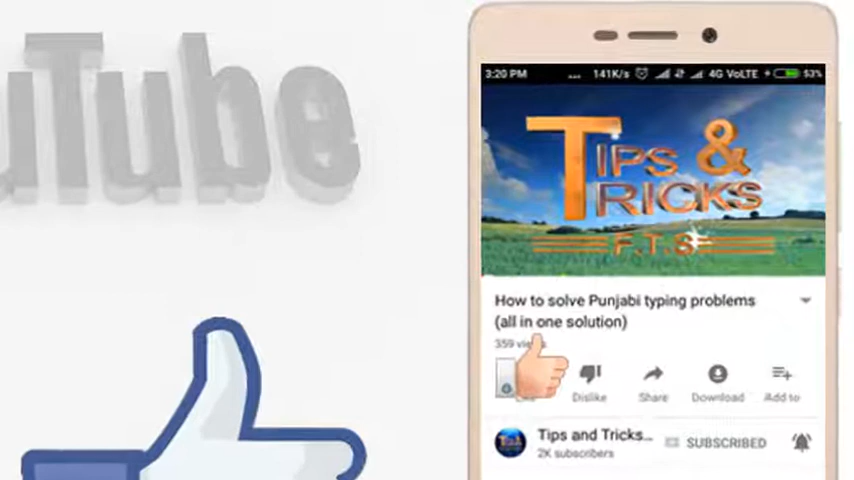 uTube
3:20 PM ... 141K/s 4G VoLTE 53%
TIPS &
TRICKS
F.T.S
How to solve Punjabi typing problems
(all in one solution)
359 views
Dislike Share Download Add to
Tips and Tricks... SUBSCRIBED
2K subscribers